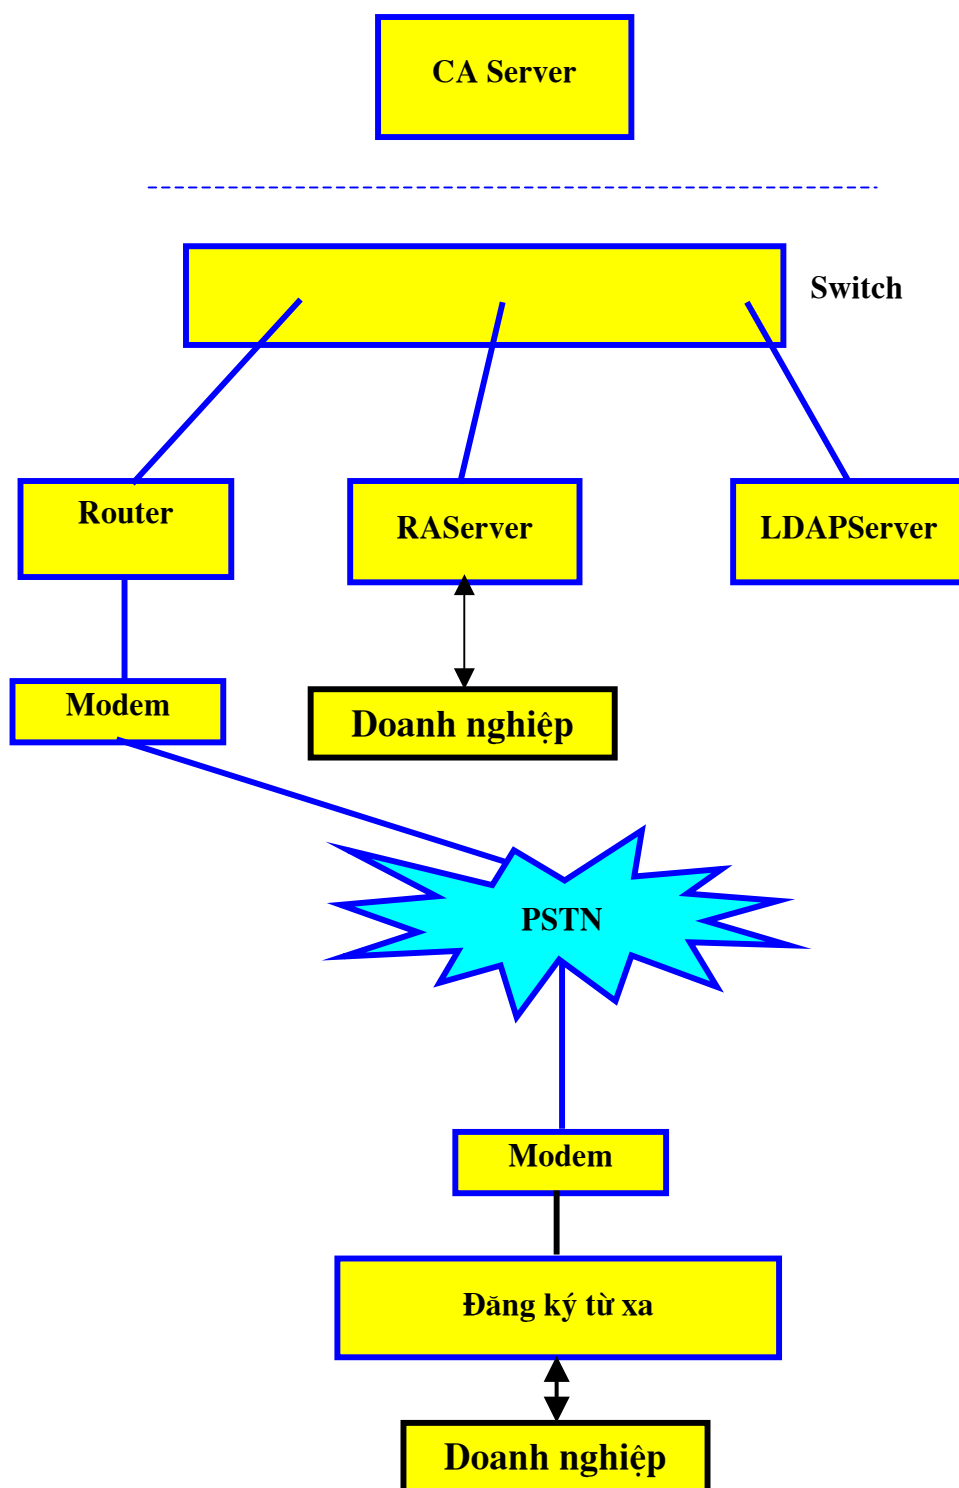 CA Server
Switch
Router
RAServer
LDAPServer
Modem
Doanh nghiệp
PSTN
Modem
Đăng ký từ xa
Doanh nghiệp